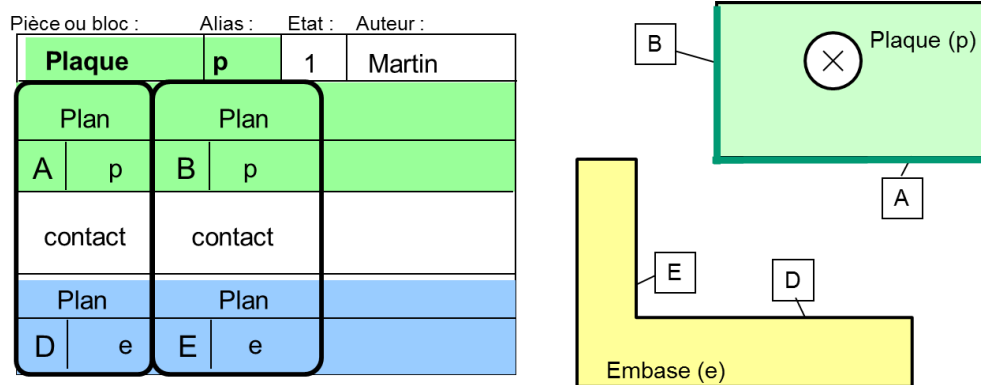 Pièce ou bloc : Alias : Etat : Auteur :
Plaque p 1 Martin
Plan Plan
A p B p
contact contact
Plan Plan
D e E e
B
Plaque (p)
A
E
D
Embase (e)